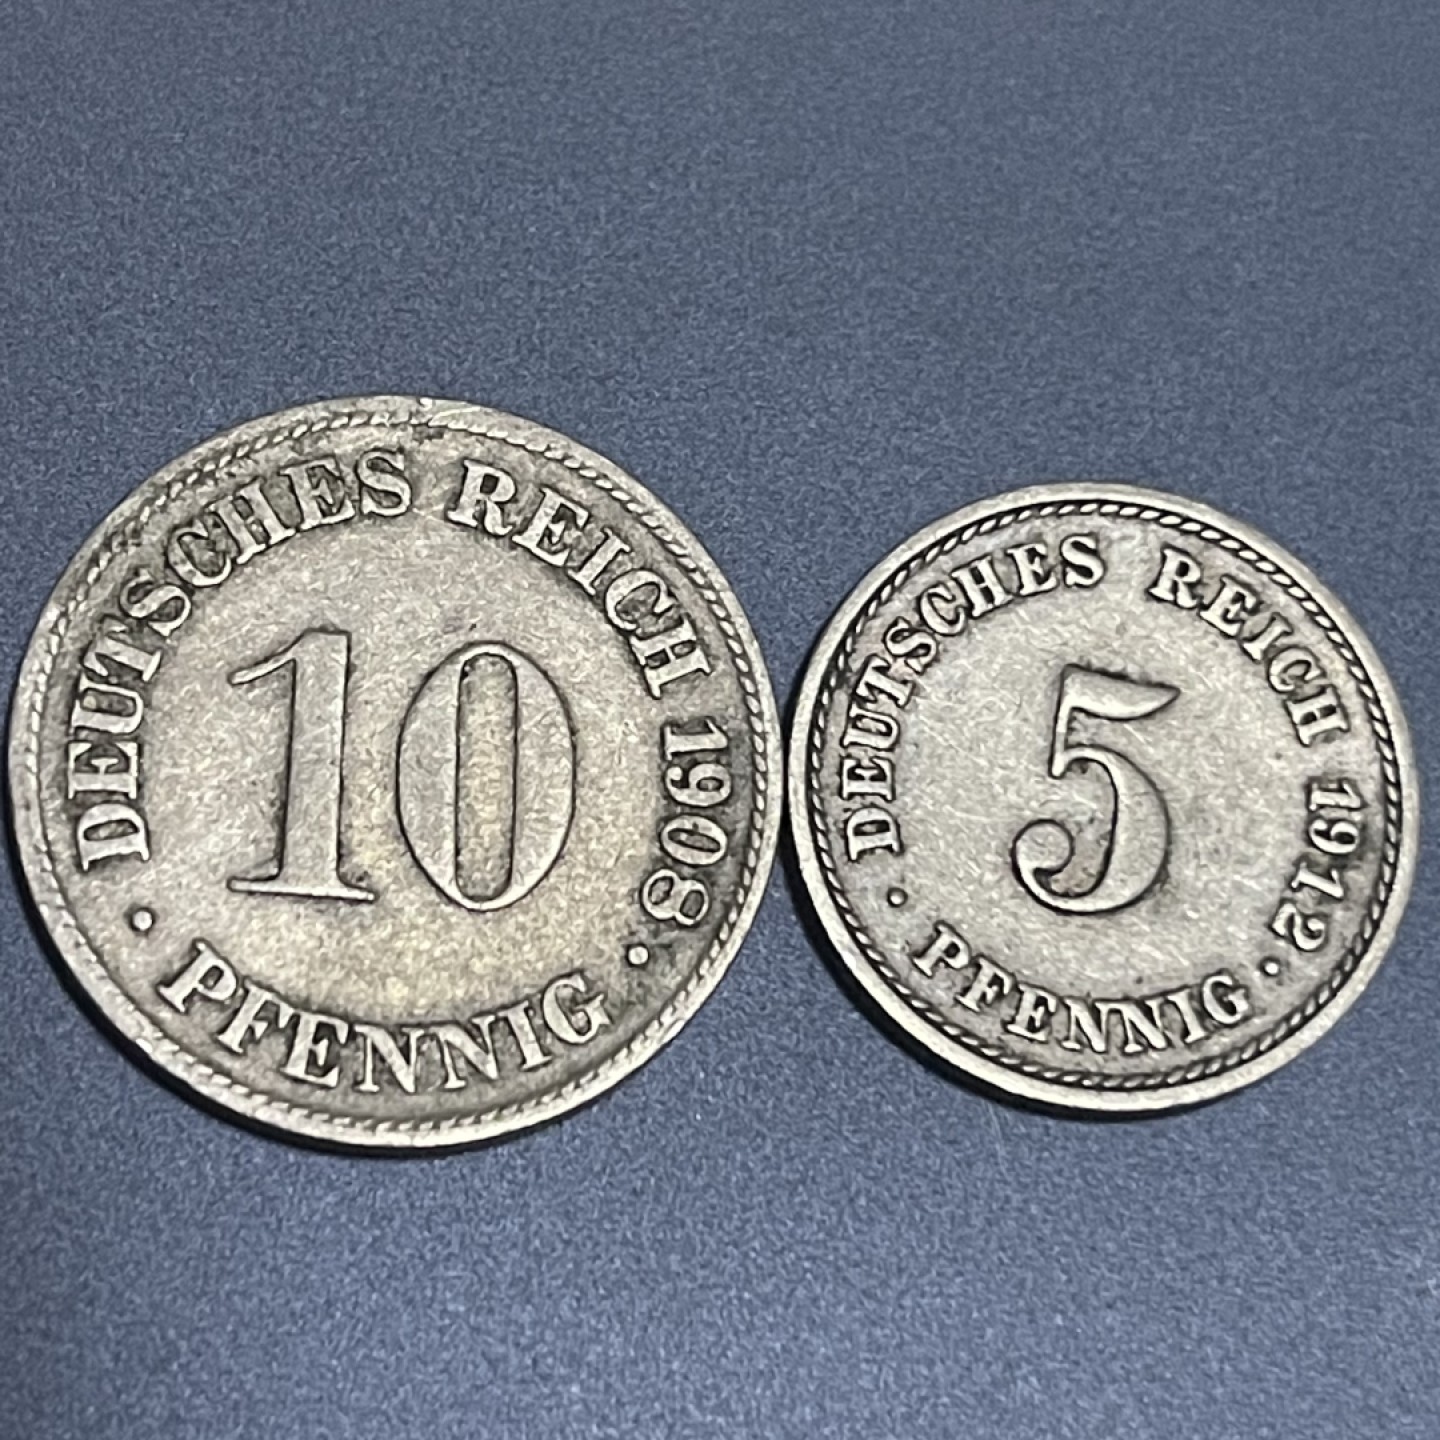 DEUTSCHES REICH 1908
10
• PFENNIG •
DEUTSCHES REICH 1912
5
• PFENNIG •